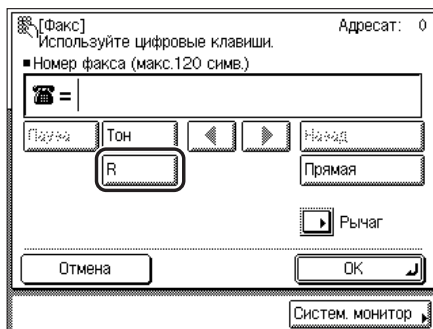 [Факс] Адресат: 0
Используйте цифровые клавиши.
■Номер факса (макс.120 симв.)
=
Пауза Тон Назад
R Прямая
Рычаг
Отмена OK
Систем. монитор